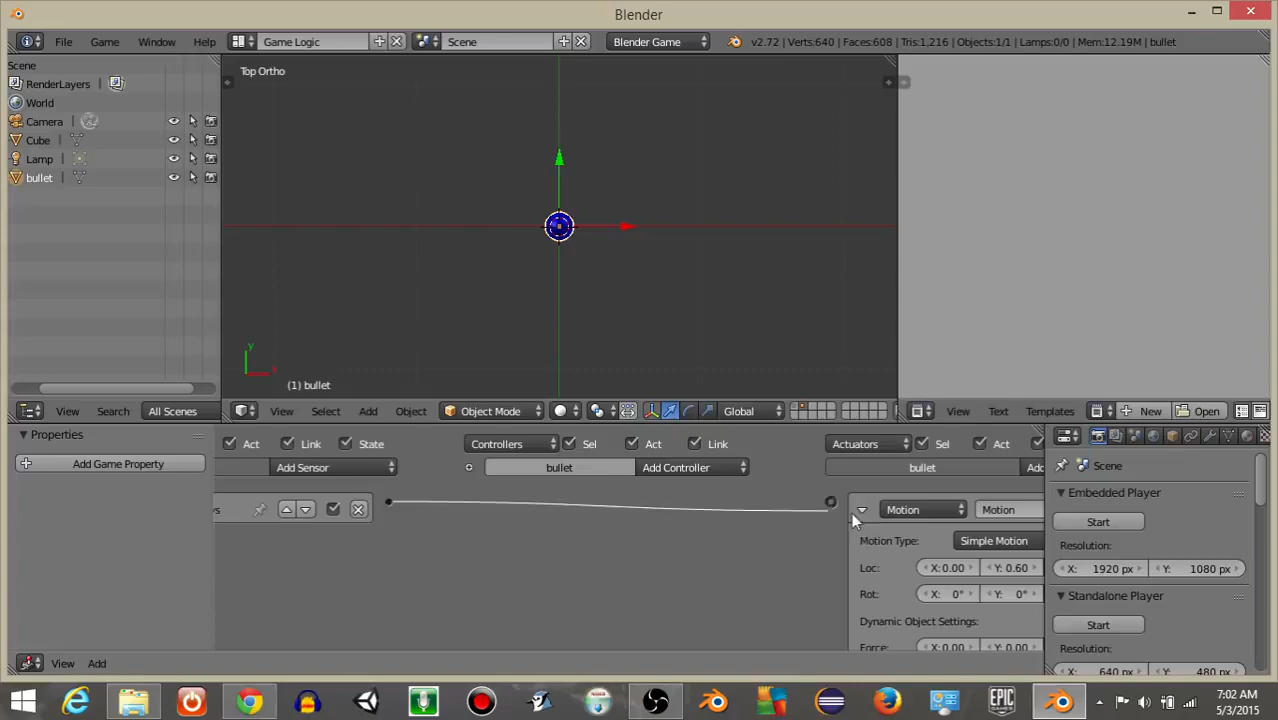 Blender
File Game Window Help Game Logic Scene Blender Game v2.72 | Verts:640 | Faces:608 | Tris:1,216 | Objects:1/1 | Lamps:0/0 | Mem:12.19M | bullet
Scene
RenderLayers
World
Camera
Cube
Lamp
bullet
View Search All Scenes
Top Ortho
y
x
(1) bullet
View Select Add Object Object Mode Global
View Text Templates New Open
Properties
Add Game Property
Act Link State Controllers Sel Act Link Actuators Sel Act
Add Sensor bullet Add Controller bullet Add
ys Motion Motion
Motion Type: Simple Motion
Loc: X:0.00 Y: 0.60
Rot: X: 0° Y: 0°
Dynamic Object Settings:
Force: X:0.00 Y: 0.00
View Add
Scene
Embedded Player
Start
Resolution:
X: 1920 px Y: 1080 px
Standalone Player
Start
Resolution:
X: 640 px Y: 480 px
EPIC GAMES
7:02 AM
5/3/2015